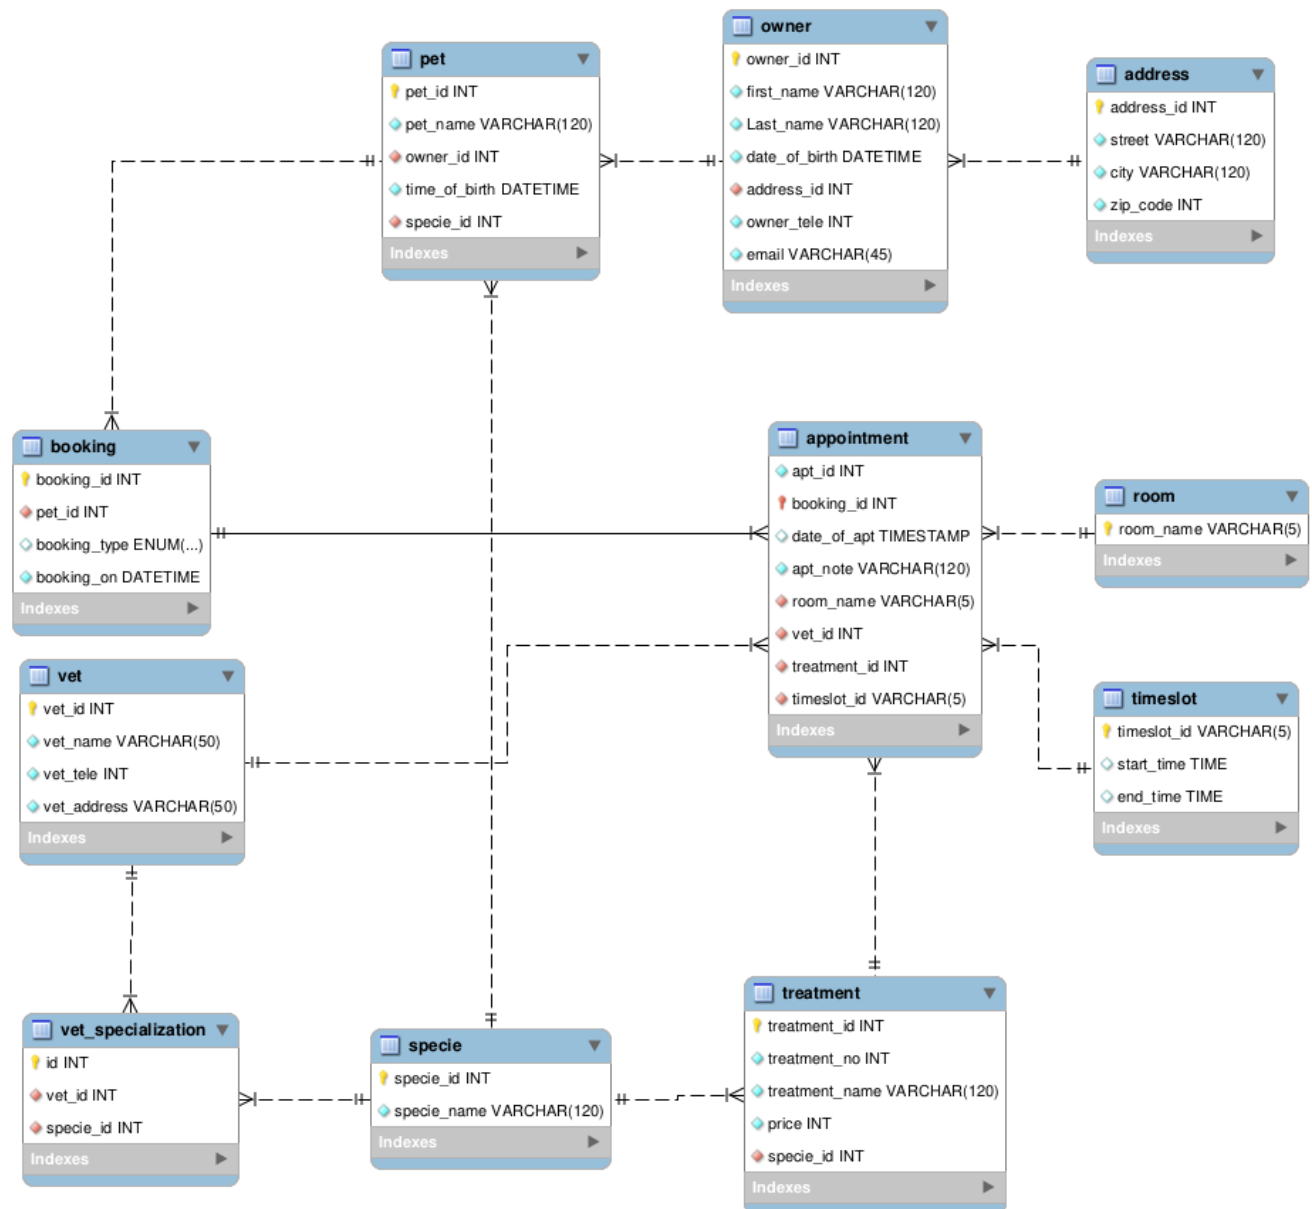 owner
owner_id INT
first_name VARCHAR(120)
Last_name VARCHAR(120)
date_of_birth DATETIME
address_id INT
owner_tele INT
email VARCHAR(45)
Indexes
pet
pet_id INT
pet_name VARCHAR(120)
owner_id INT
time_of_birth DATETIME
specie_id INT
Indexes
address
address_id INT
street VARCHAR(120)
city VARCHAR(120)
zip_code INT
Indexes
booking
booking_id INT
pet_id INT
booking_type ENUM(...)
booking_on DATETIME
Indexes
appointment
apt_id INT
booking_id INT
date_of_apt TIMESTAMP
apt_note VARCHAR(120)
room_name VARCHAR(5)
vet_id INT
treatment_id INT
timeslot_id VARCHAR(5)
Indexes
room
room_name VARCHAR(5)
Indexes
vet
vet_id INT
vet_name VARCHAR(50)
vet_tele INT
vet_address VARCHAR(50)
Indexes
timeslot
timeslot_id VARCHAR(5)
start_time TIME
end_time TIME
Indexes
vet_specialization
id INT
vet_id INT
specie_id INT
Indexes
specie
specie_id INT
specie_name VARCHAR(120)
Indexes
treatment
treatment_id INT
treatment_no INT
treatment_name VARCHAR(120)
price INT
specie_id INT
Indexes